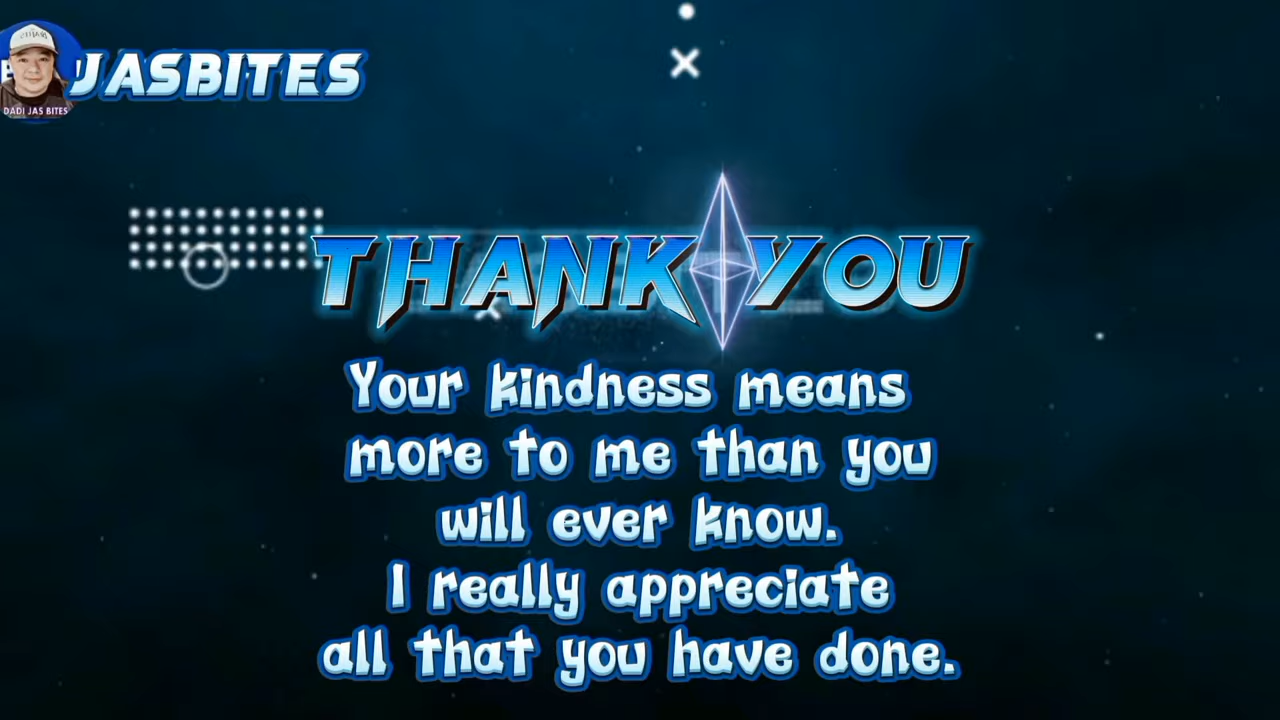 JASBITES
DADI JAS BITES
THANK YOU
Your kindness means
more to me than you
will ever know.
I really appreciate
all that you have done.